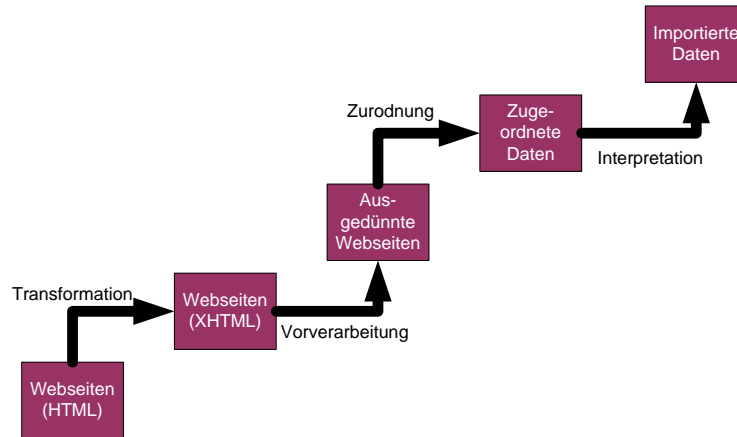 Importierte
Daten
Zurodnung
Zuge-
ordnete
Daten
Interpretation
Aus-
gedünnte
Webseiten
Transformation
Webseiten
(XHTML)
Vorverarbeitung
Webseiten
(HTML)